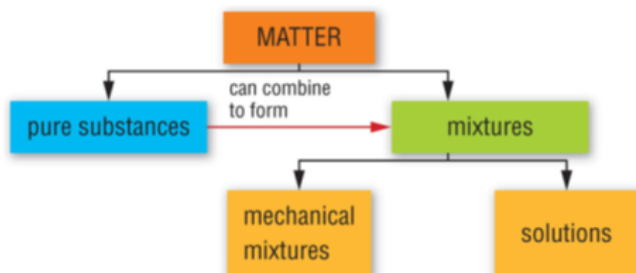 MATTER
can combine
to form
pure substances
mixtures
mechanical
mixtures
solutions